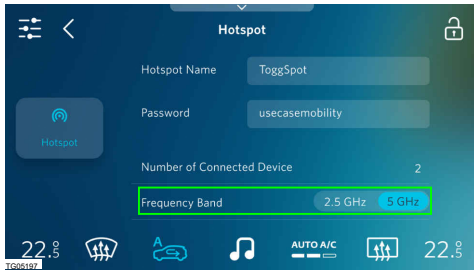 Hotspot
Hotspot Name ToggSpot
Password usecasemobility
Hotspot
Number of Connected Device 2
Frequency Band 2.5 GHz 5 GHz
22.5 A AUTO A/C 22.5
TG05197